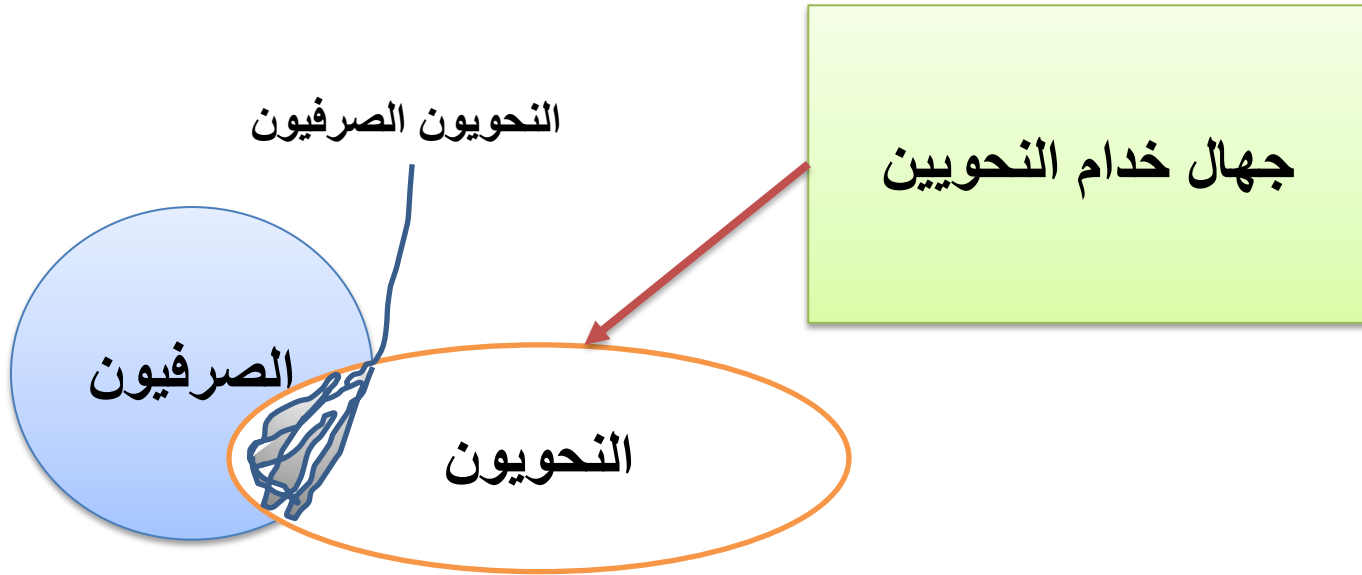 النحويون الصرفيون
جهال خدام النحويين
الصرفيون
النحويون